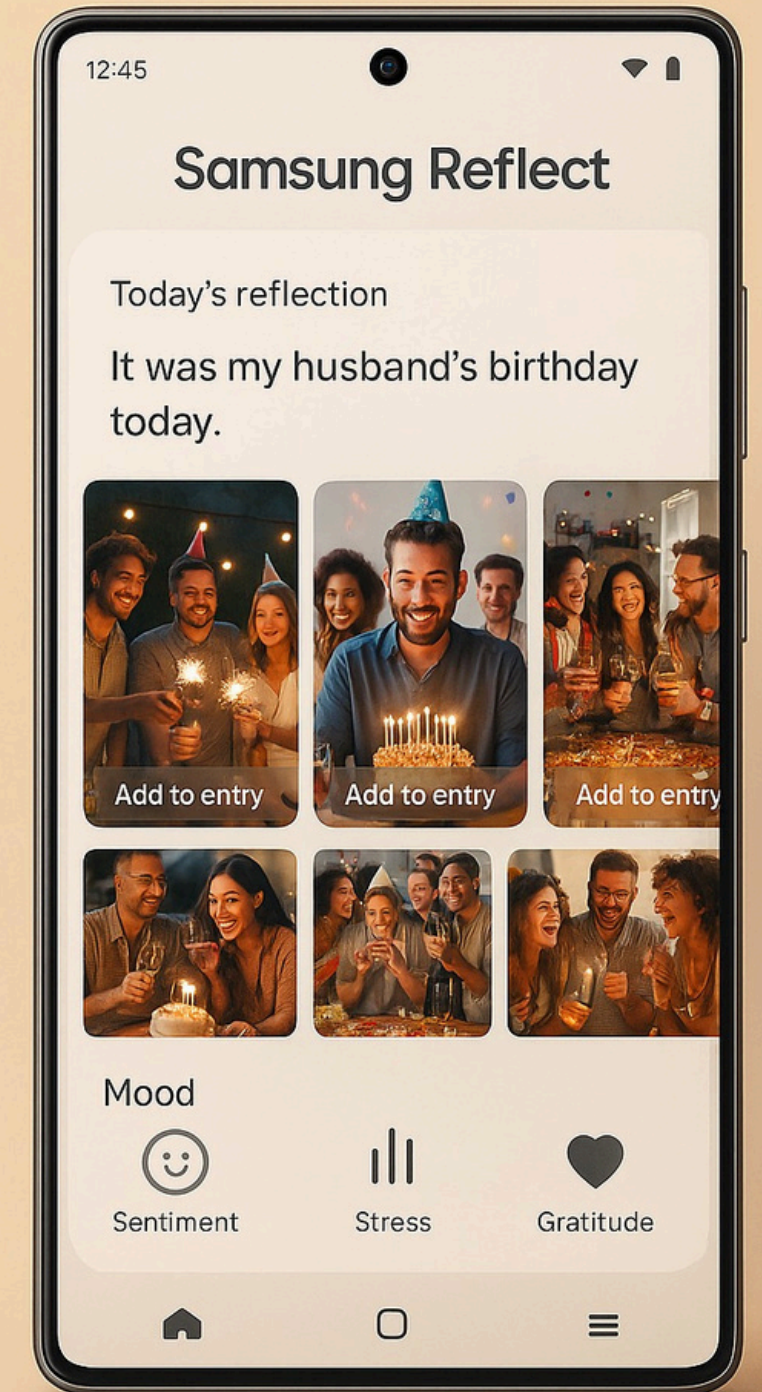 12:45
Samsung Reflect
Today’s reflection
It was my husband’s birthday
today.
Add to entry
Add to entry
Add to entry
Mood
Sentiment
Stress
Gratitude